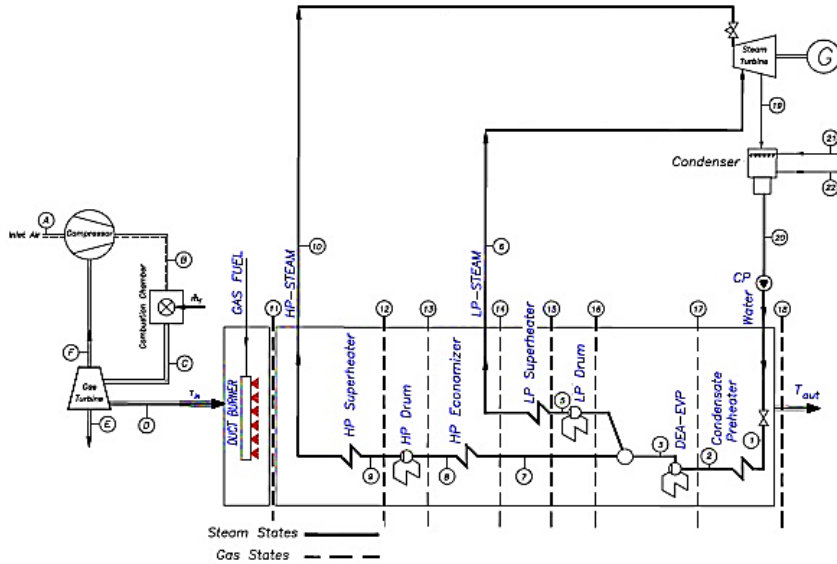 Steam
Turbine
G
19
21
Condenser
22
A
Inlet Air
Compressor
B
10
6
20
GAS FUEL
HP-STEAM
LP-STEAM
CP
Water
Combustion Chamber
ṁf
11
12
13
14
15
16
17
18
F
C
Gas
Turbine
E
D
T in
DUCT BURNER
HP Superheater
HP Drum
HP Economizer
LP Superheater
LP Drum
DEA-EVP
Condensate
Preheater
Tout
5
9
8
7
3
2
1
Steam States
Gas States